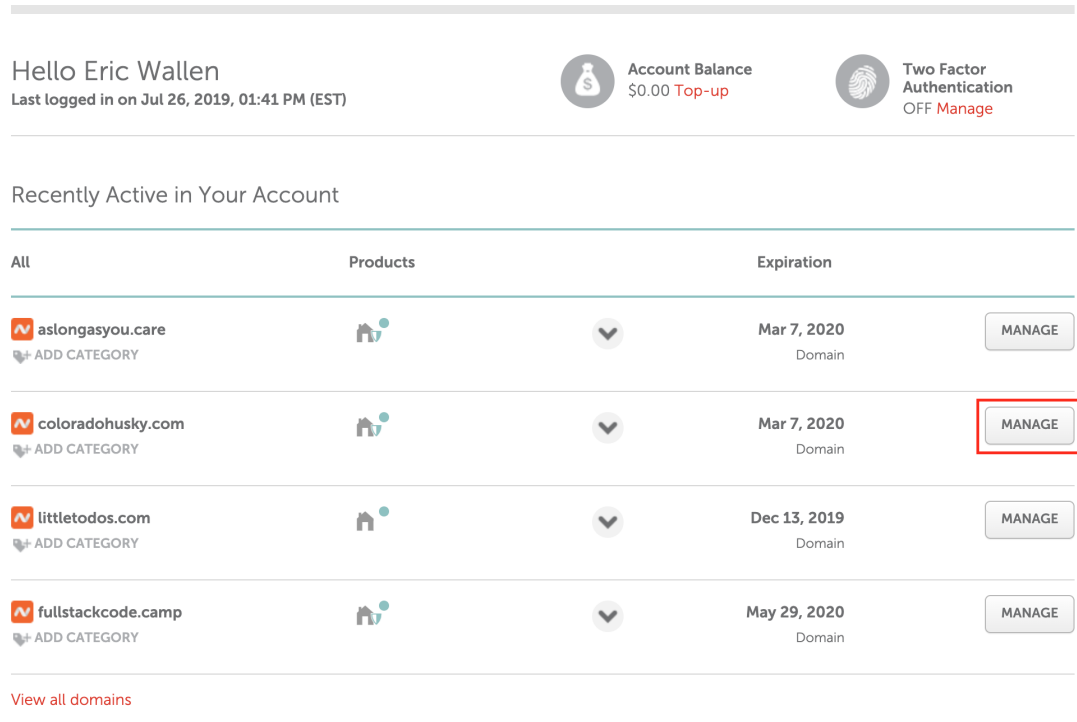 Hello Eric Wallen
Last logged in on Jul 26, 2019, 01:41 PM (EST)
Account Balance
$0.00 Top-up
Two Factor
Authentication
OFF Manage
Recently Active in Your Account
All Products Expiration
aslongasyou.care Mar 7, 2020 MANAGE
ADD CATEGORY Domain
coloradohusky.com Mar 7, 2020 MANAGE
ADD CATEGORY Domain
littletodos.com Dec 13, 2019 MANAGE
ADD CATEGORY Domain
fullstackcode.camp May 29, 2020 MANAGE
ADD CATEGORY Domain
View all domains